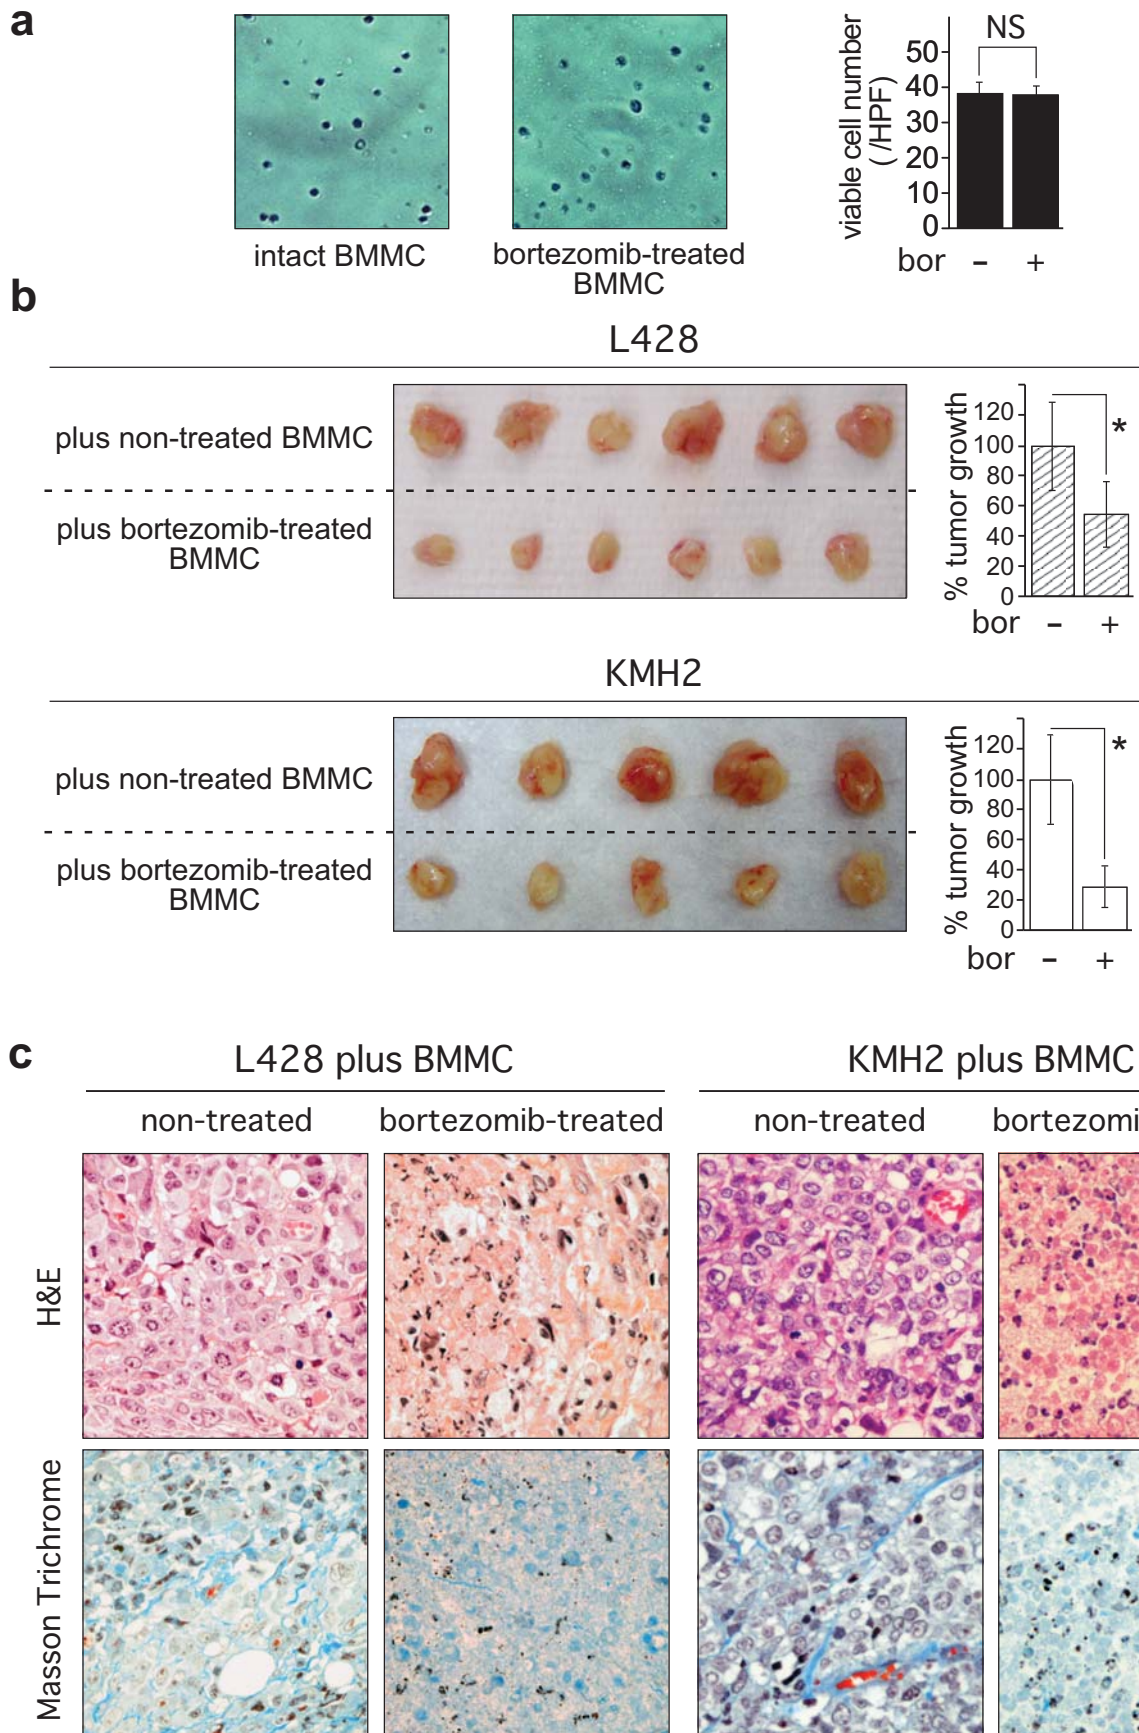 a
intact BMMC
bortezomib-treated
BMMC
viable cell number
( /HPF)
50
40
30
20
10
0
NS
bor - +
b
L428
plus non-treated BMMC
plus bortezomib-treated
BMMC
% tumor growth
120
100
80
60
40
20
0
*
bor - +
KMH2
plus non-treated BMMC
plus bortezomib-treated
BMMC
% tumor growth
120
100
80
60
40
20
0
*
bor - +
c
L428 plus BMMC
KMH2 plus BMMC
non-treated
bortezomib-treated
non-treated
bortezomi
H&E
Masson Trichrome